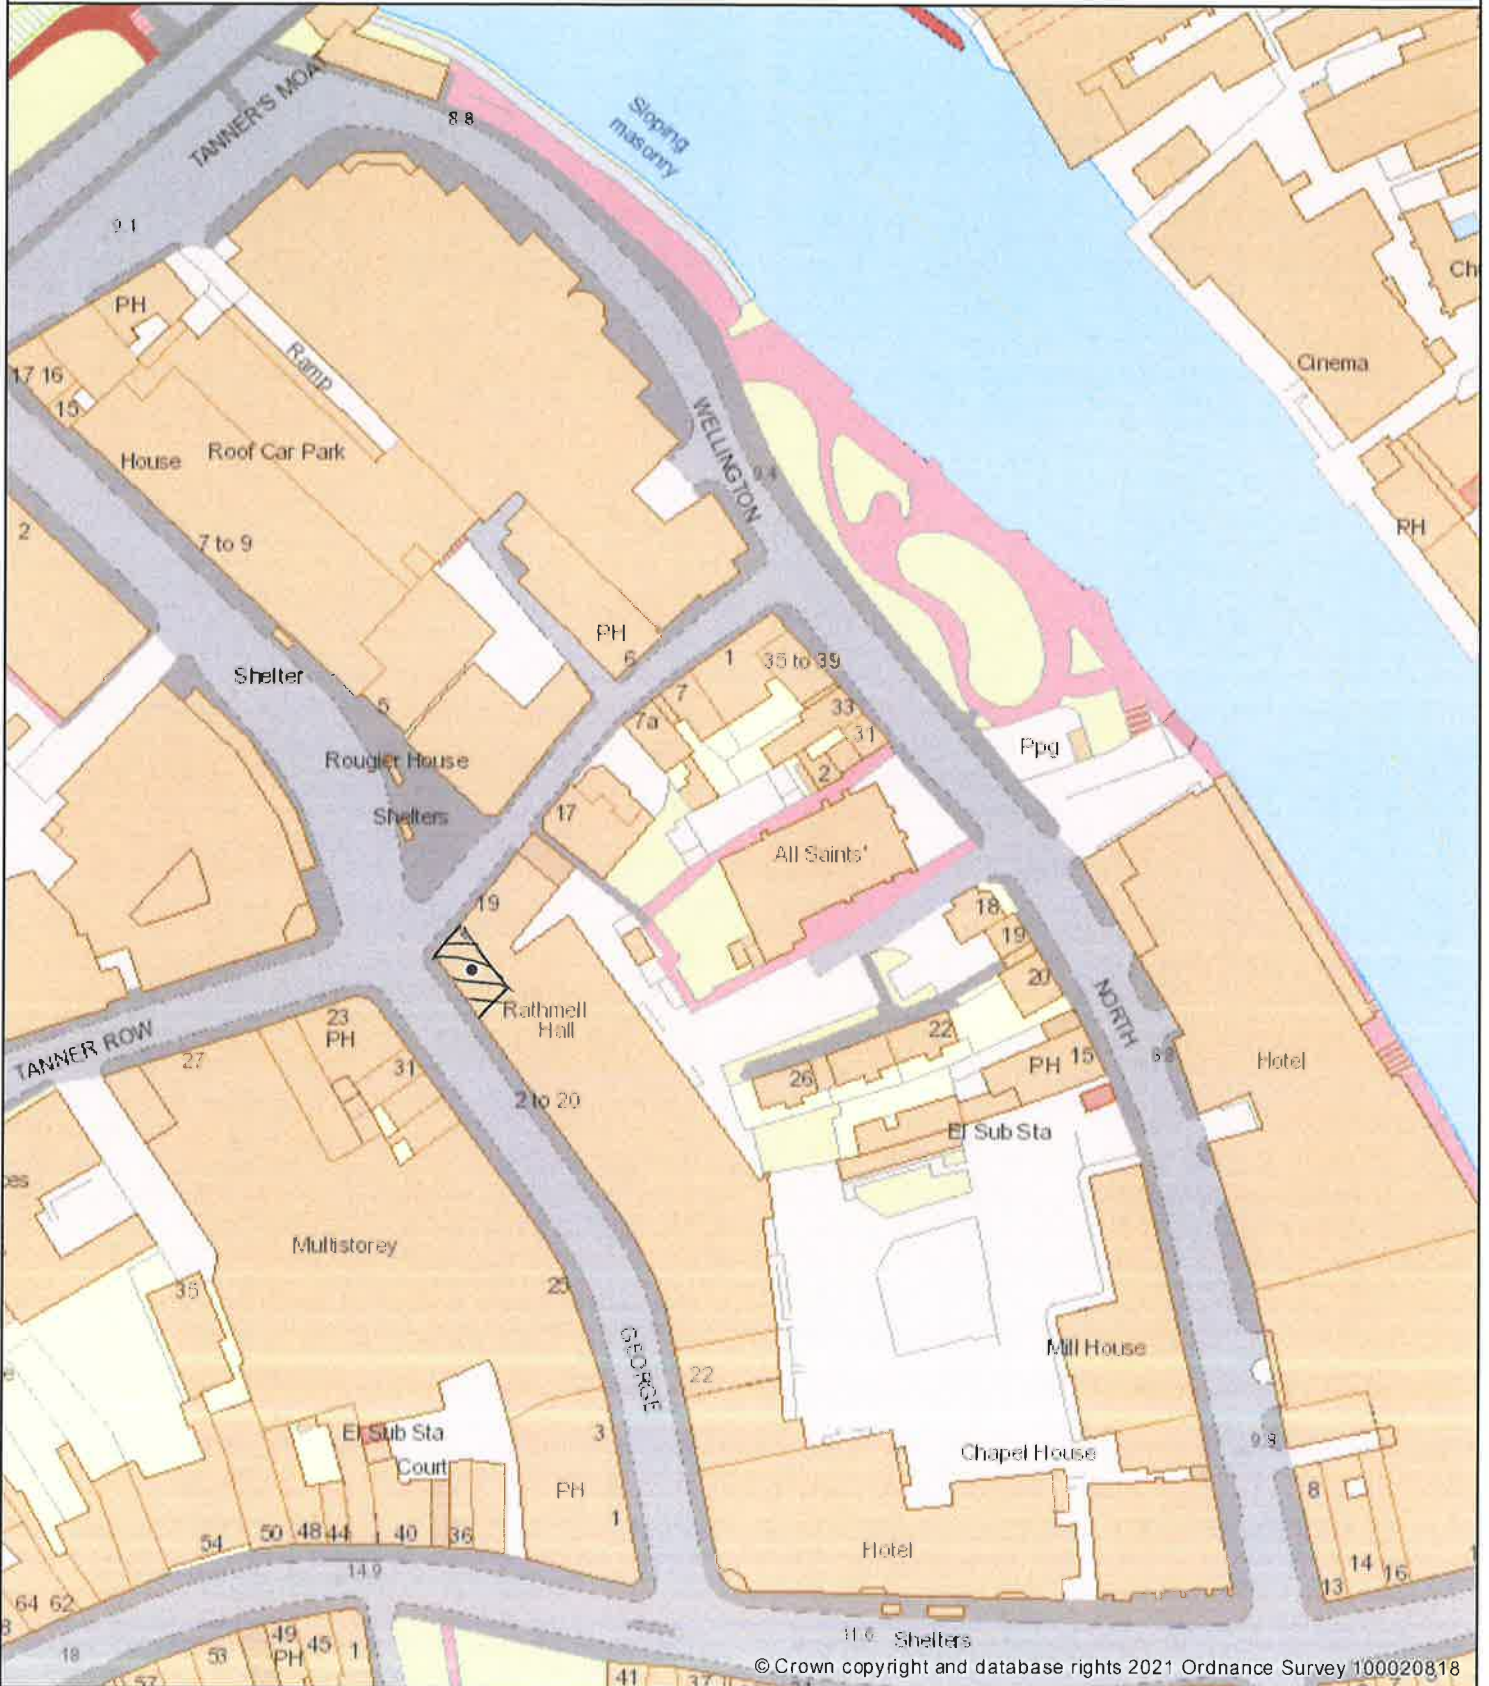 TANNER'S MOAT
8.8
Sloping
masonry
9.1
PH
Ch
Cinema
Ramp
17 16
15
House
Roof Car Park
WELLINGTON
PH
2
7 to 9
PH
6
1
35 to 39
Shelter
5
7
7a
33
31
Ppg
Rougier House
2
Shelters
17
All Saints'
19
18
19
20
Rathmell
Hall
NORTH
23
PH
TANNER ROW
27
31
22
PH
15
6.8
Hotel
26
2 to 20
El Sub Sta
Multistorey
25
35
GEORGE
Mill House
22
El Sub Sta
3
9.9
Court
Chapel House
PH
8
1
54
50
48
44
40
36
Hotel
14
16
13
14.9
64 62
18
53
49
PH
45
1
11.6
Shelters
57
41
37
© Crown copyright and database rights 2021 Ordnance Survey 100020818